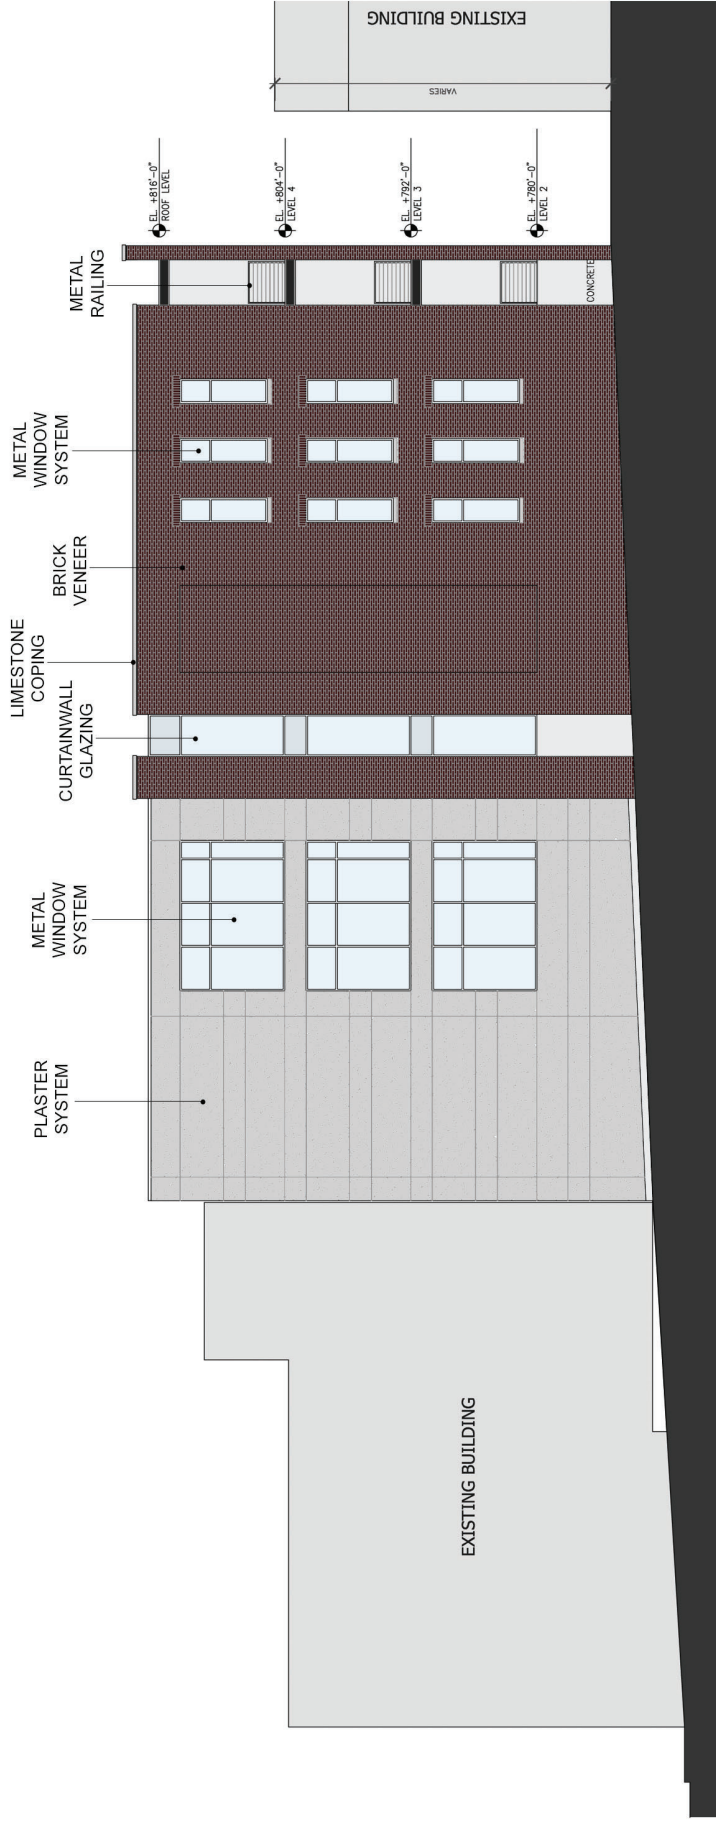 EXISTING BUILDING
PLASTER
SYSTEM
METAL
WINDOW
SYSTEM
CURTAINWALL
GLAZING
LIMESTONE
COPING
BRICK
VENEER
METAL
WINDOW
SYSTEM
METAL
RAILING
EL. +816'-0"
ROOF LEVEL
EL. +804'-0"
LEVEL 4
EL. +792'-0"
LEVEL 3
EL. +780'-0"
LEVEL 2
CONCRETE
VARIES
EXISTING BUILDING